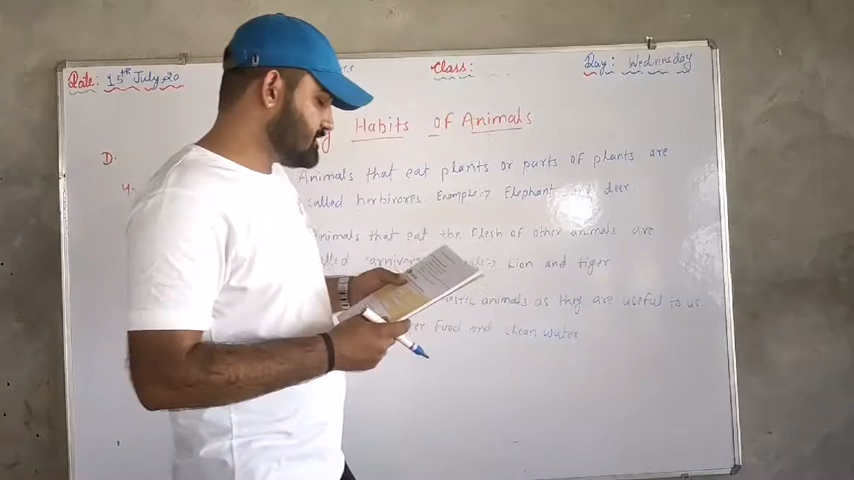 Date: 15th July, 20 Class: Day: Wednesday
Habits of Animals
D.
4. Animals that eat plants or parts of plants are
called herbivores. Example:- Elephant and deer
Animals that eat the flesh of other animals are
Lion and tiger
animals as they are useful to us.
Food and clean water